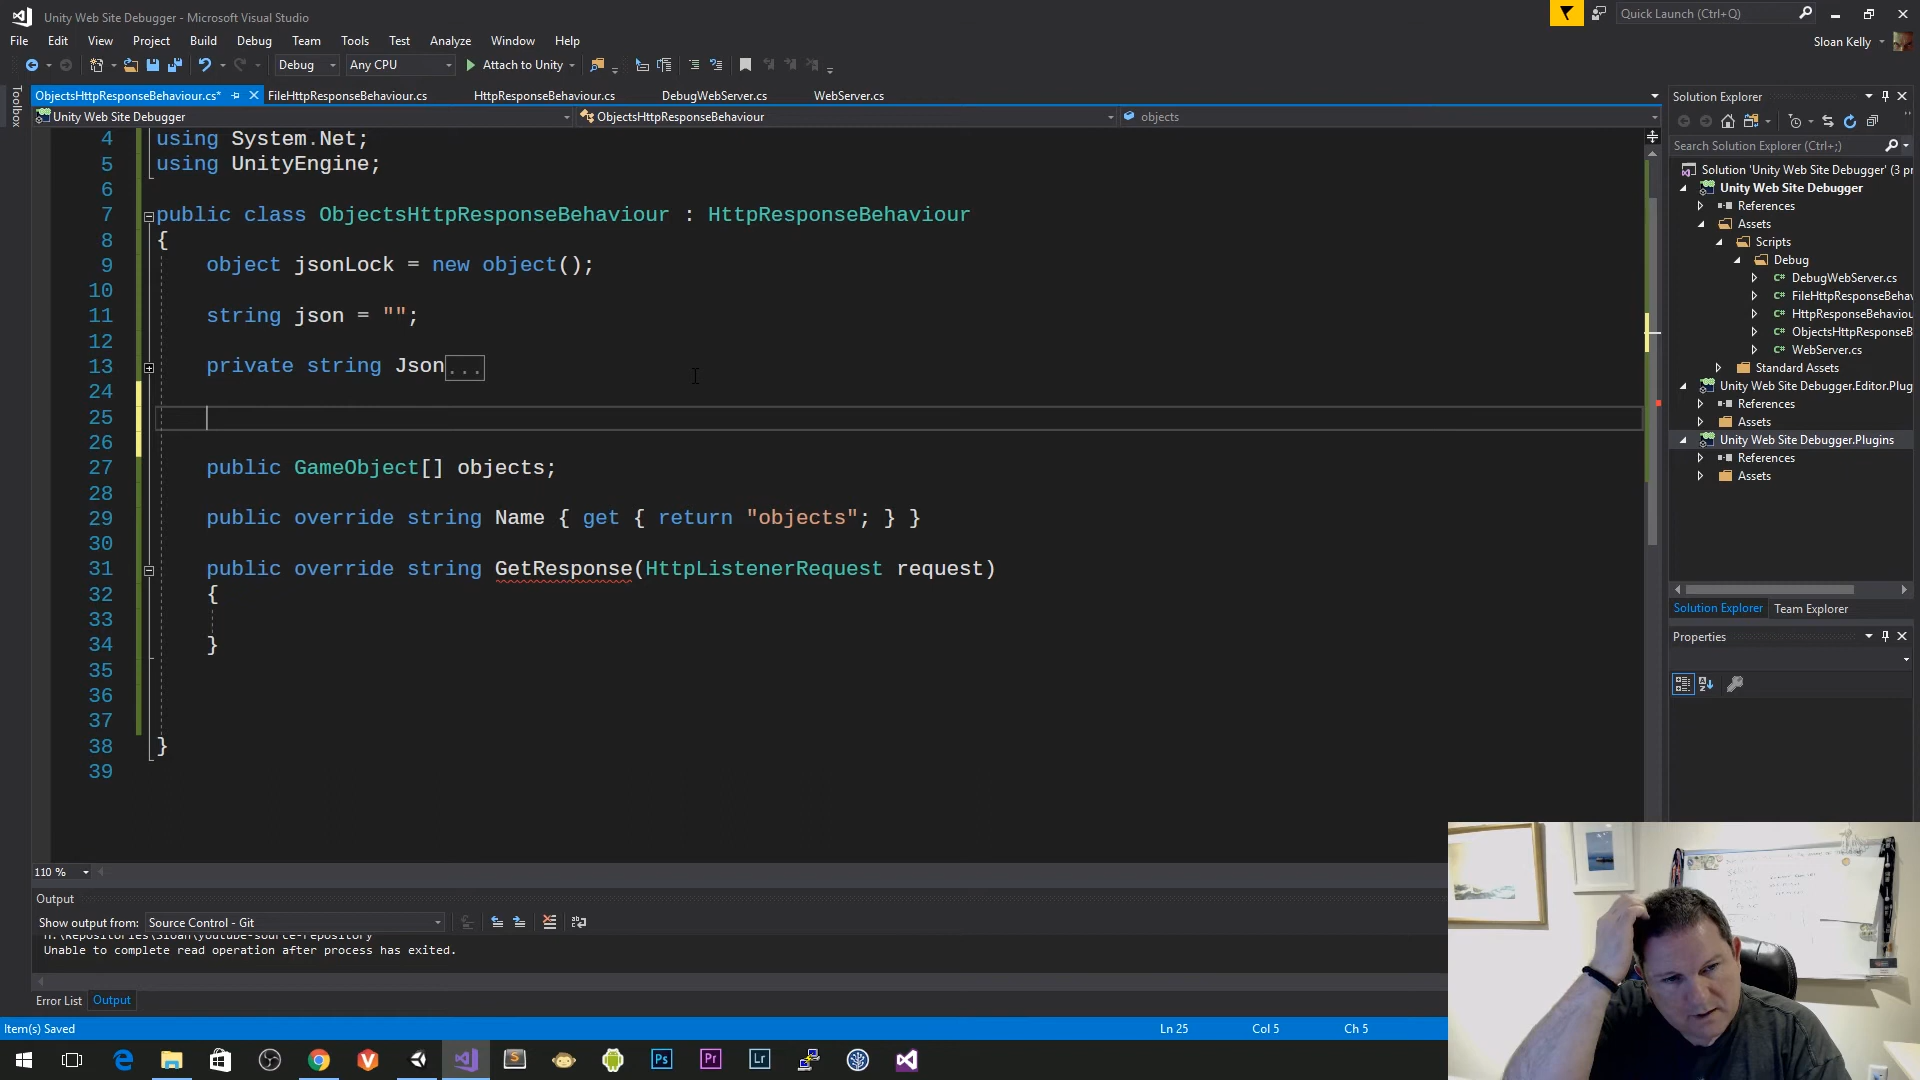 Unity Web Site Debugger - Microsoft Visual Studio
Quick Launch (Ctrl+Q)
File Edit View Project Build Debug Team Tools Test Analyze Window Help
Sloan Kelly
Debug Any CPU Attach to Unity
Toolbox
ObjectsHttpResponseBehaviour.cs* FileHttpResponseBehaviour.cs HttpResponseBehaviour.cs DebugWebServer.cs WebServer.cs
Unity Web Site Debugger ObjectsHttpResponseBehaviour objects
4 using System.Net;
5 using UnityEngine;
6
7 public class ObjectsHttpResponseBehaviour : HttpResponseBehaviour
8 {
9 object jsonLock = new object();
10
11 string json = "";
12
13 private string Json...
24
25
26
27 public GameObject[] objects;
28
29 public override string Name { get { return "objects"; } }
30
31 public override string GetResponse(HttpListenerRequest request)
32 {
33
34 }
35
36
37
38 }
39
110 %
Output
Show output from: Source Control - Git
Unable to complete read operation after process has exited.
Error List Output
Item(s) Saved Ln 25 Col 5 Ch 5
Solution Explorer
Search Solution Explorer (Ctrl+;)
Solution 'Unity Web Site Debugger' (3 pr
Unity Web Site Debugger
References
Assets
Scripts
Debug
C# DebugWebServer.cs
C# FileHttpResponseBehav
C# HttpResponseBehaviou
C# ObjectsHttpResponseB
C# WebServer.cs
Standard Assets
Unity Web Site Debugger.Editor.Plug
References
Assets
Unity Web Site Debugger.Plugins
References
Assets
Solution Explorer Team Explorer
Properties
Ps Pr Lr